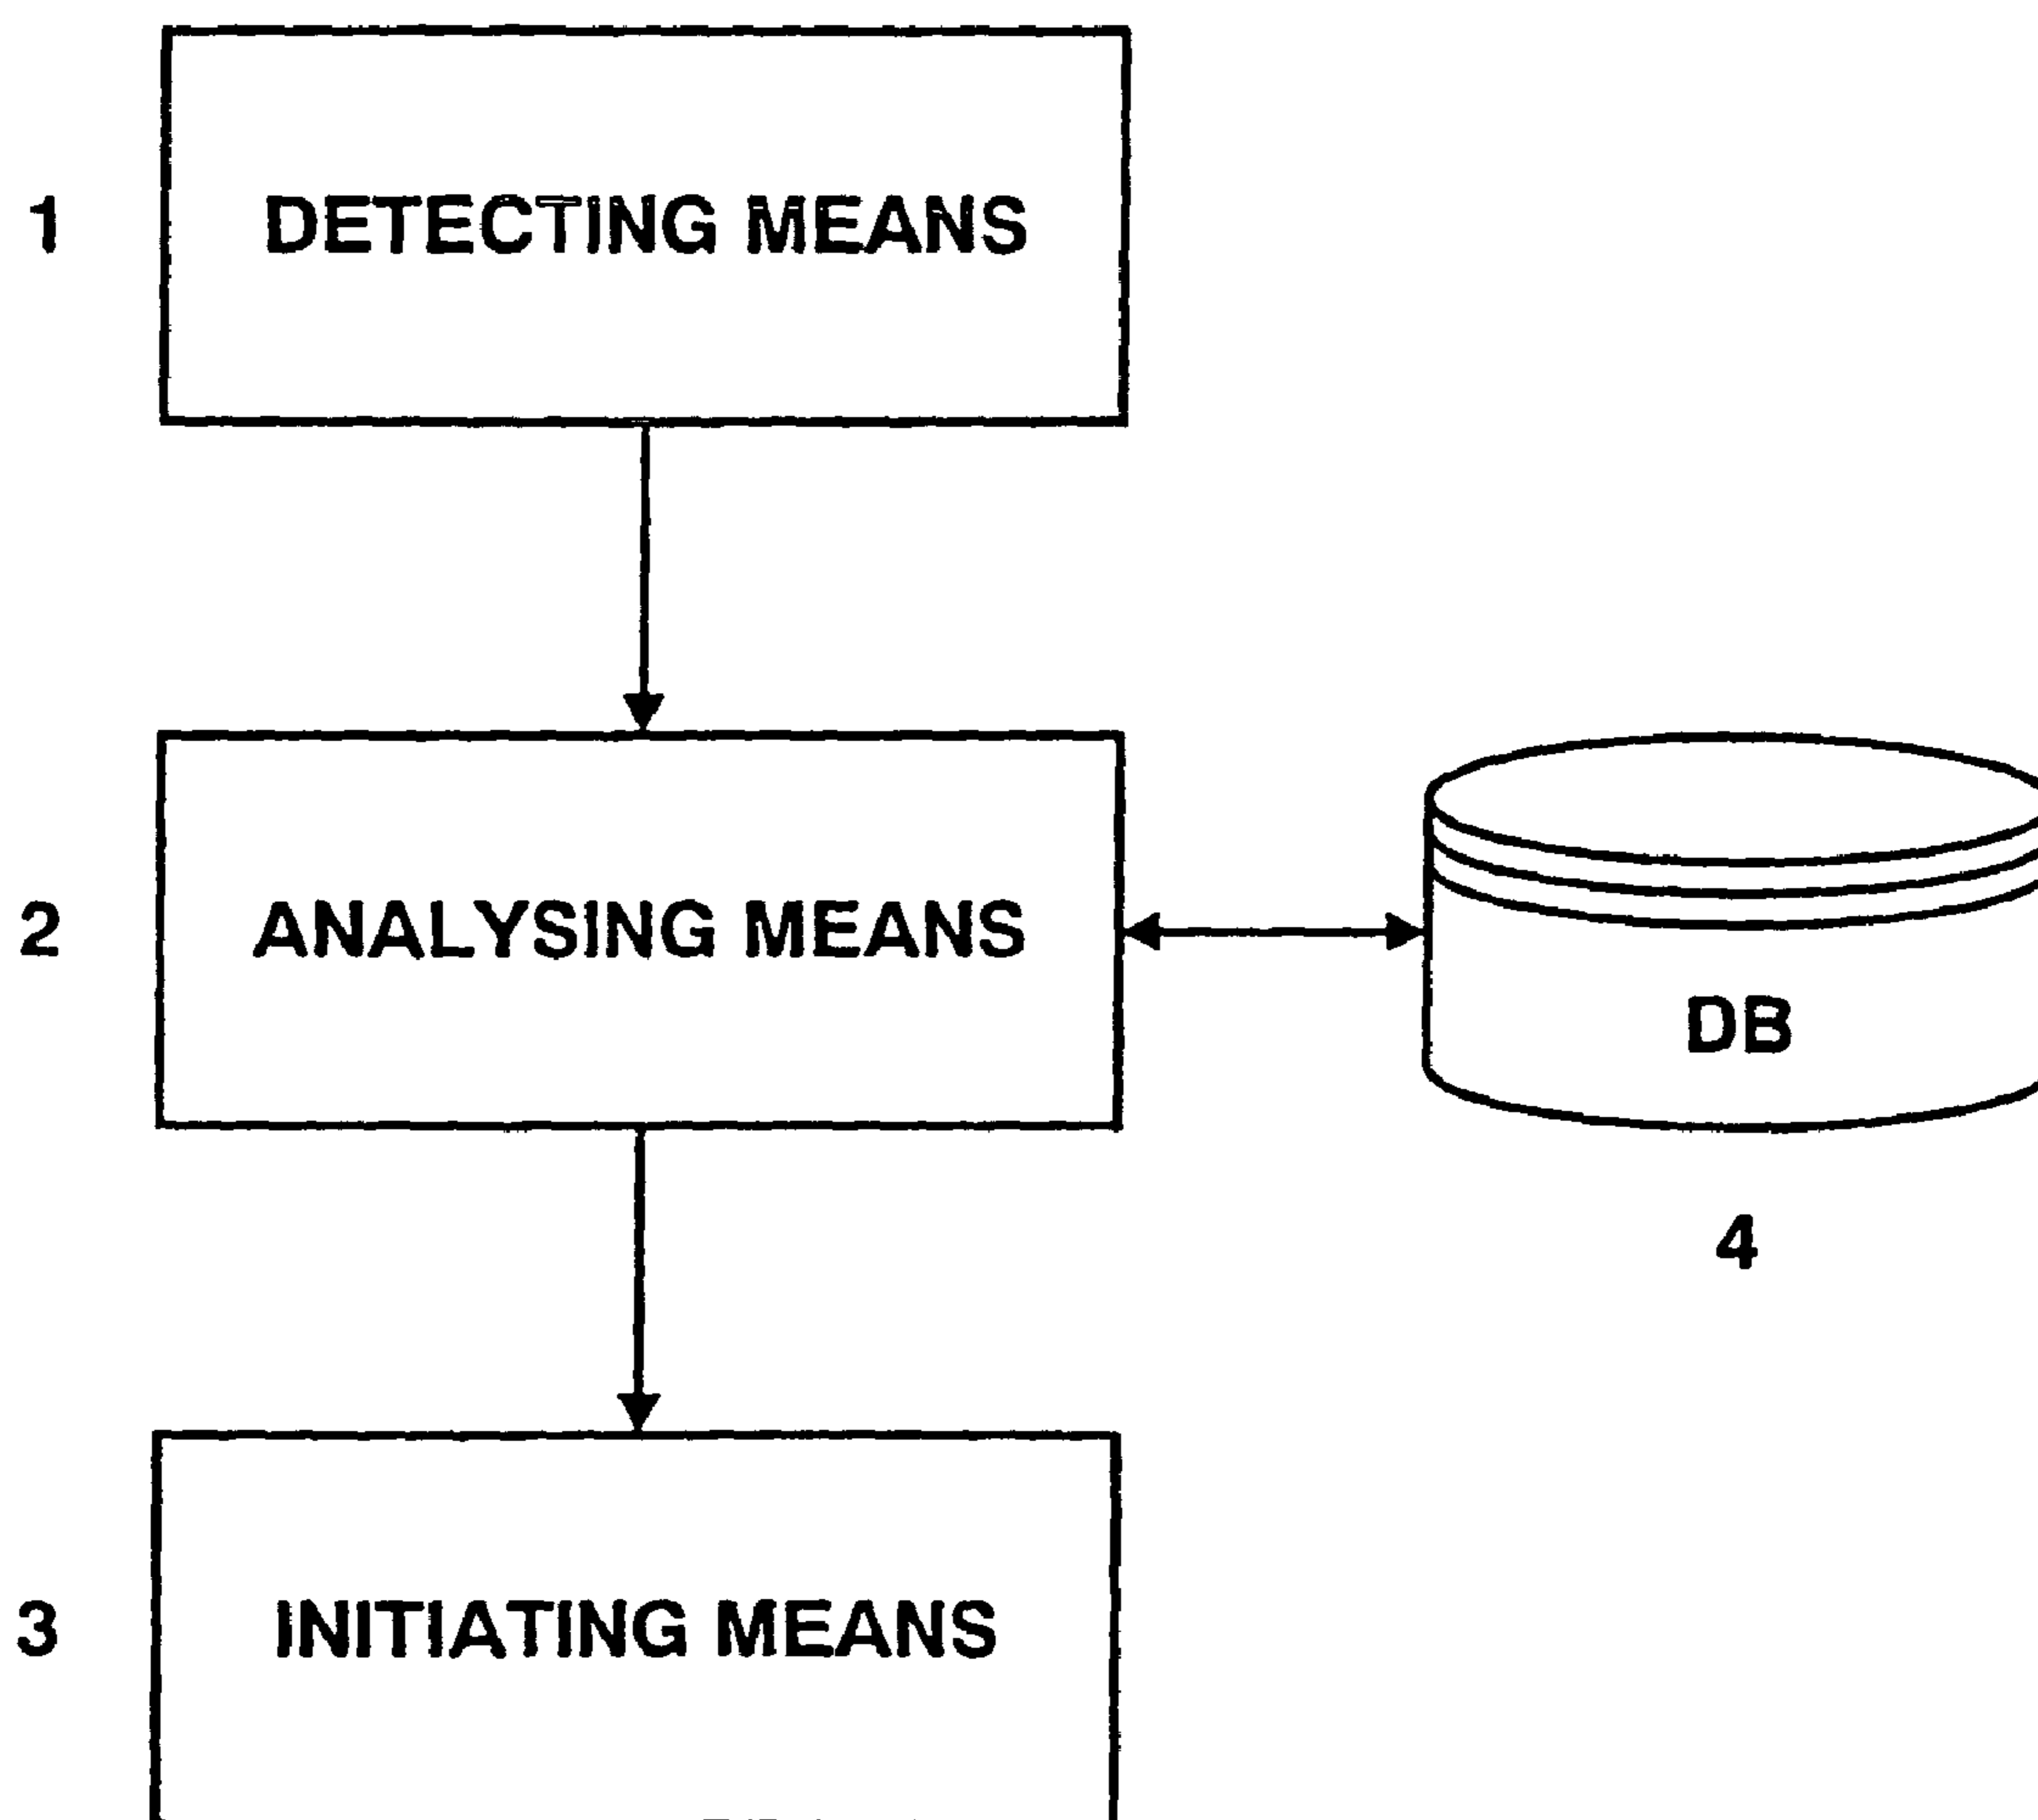 1 DETECTING MEANS
2 ANALYSING MEANS
DB
4
3 INITIATING MEANS